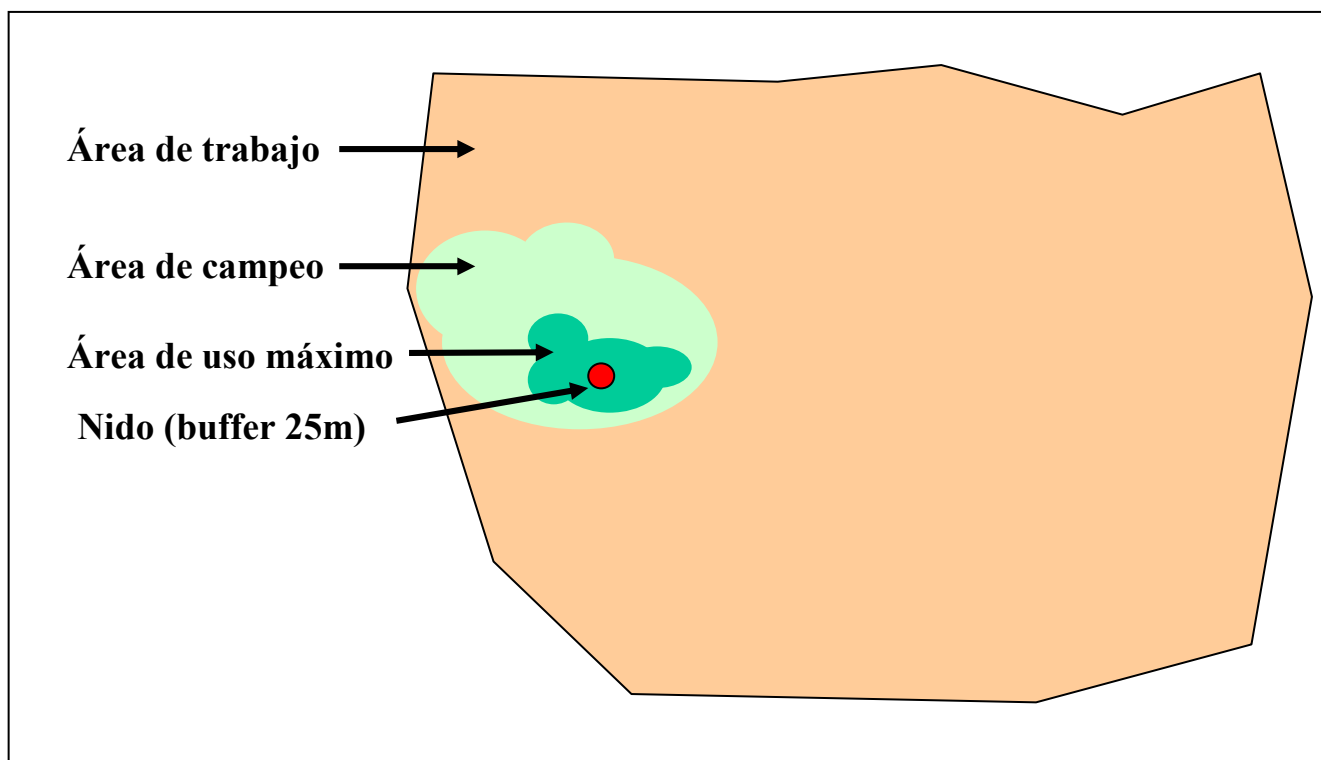 Área de trabajo
Área de campeo
Área de uso máximo
Nido (buffer 25m)